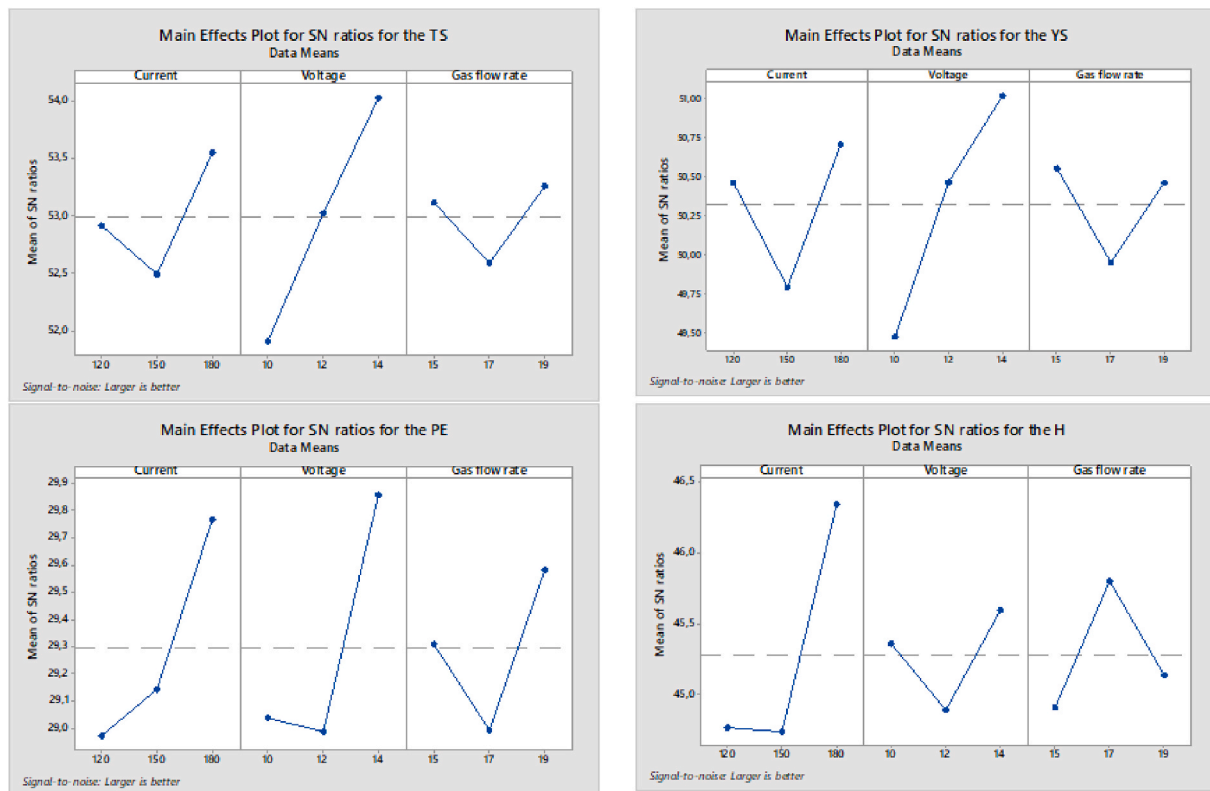 Main Effects Plot for SN ratios for the TS
Data Means
Current Voltage Gas flow rate
54,0
53,5
53,0
52,5
52,0
Mean of SN ratios
120 150 180 10 12 14 15 17 19
Signal-to-noise: Larger is better
Main Effects Plot for SN ratios for the YS
Data Means
Current Voltage Gas flow rate
51,00
50,75
50,50
50,25
50,00
49,75
49,50
Mean of SN ratios
120 150 180 10 12 14 15 17 19
Signal-to-noise: Larger is better
Main Effects Plot for SN ratios for the PE
Data Means
Current Voltage Gas flow rate
29,9
29,8
29,7
29,6
29,5
29,4
29,3
29,2
29,1
29,0
Mean of SN ratios
120 150 180 10 12 14 15 17 19
Signal-to-noise: Larger is better
Main Effects Plot for SN ratios for the H
Data Means
Current Voltage Gas flow rate
46,5
46,0
45,5
45,0
Mean of SN ratios
120 150 180 10 12 14 15 17 19
Signal-to-noise: Larger is better